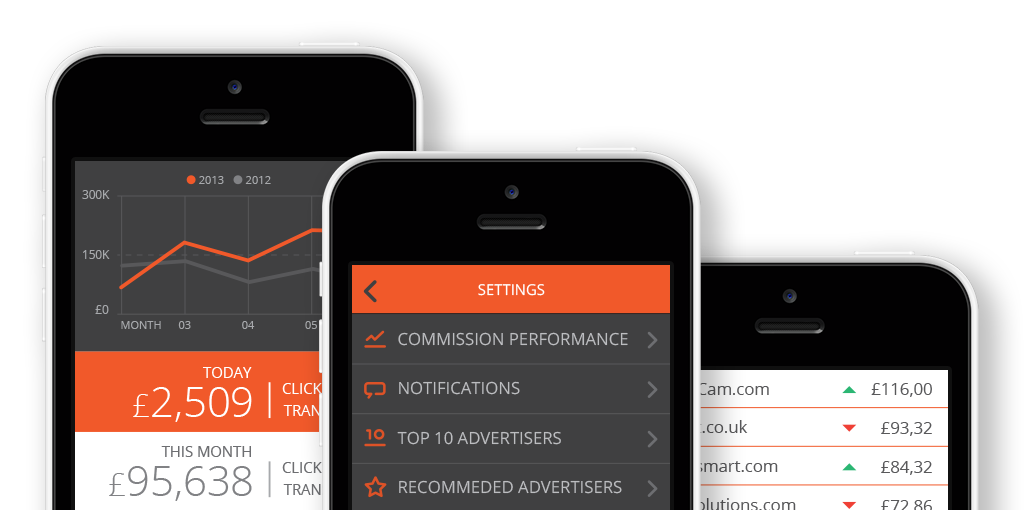 2013 2012
300K
150K
£0
MONTH 03 04 05
TODAY
£2,509
CLICK
TRAN
THIS MONTH
£95,638
CLICK
TRAN
SETTINGS
COMMISSION PERFORMANCE
NOTIFICATIONS
10 TOP 10 ADVERTISERS
RECOMMEDED ADVERTISERS
Cam.com £116,00
.co.uk £93,32
smart.com £84,32
olutions.com £72,86